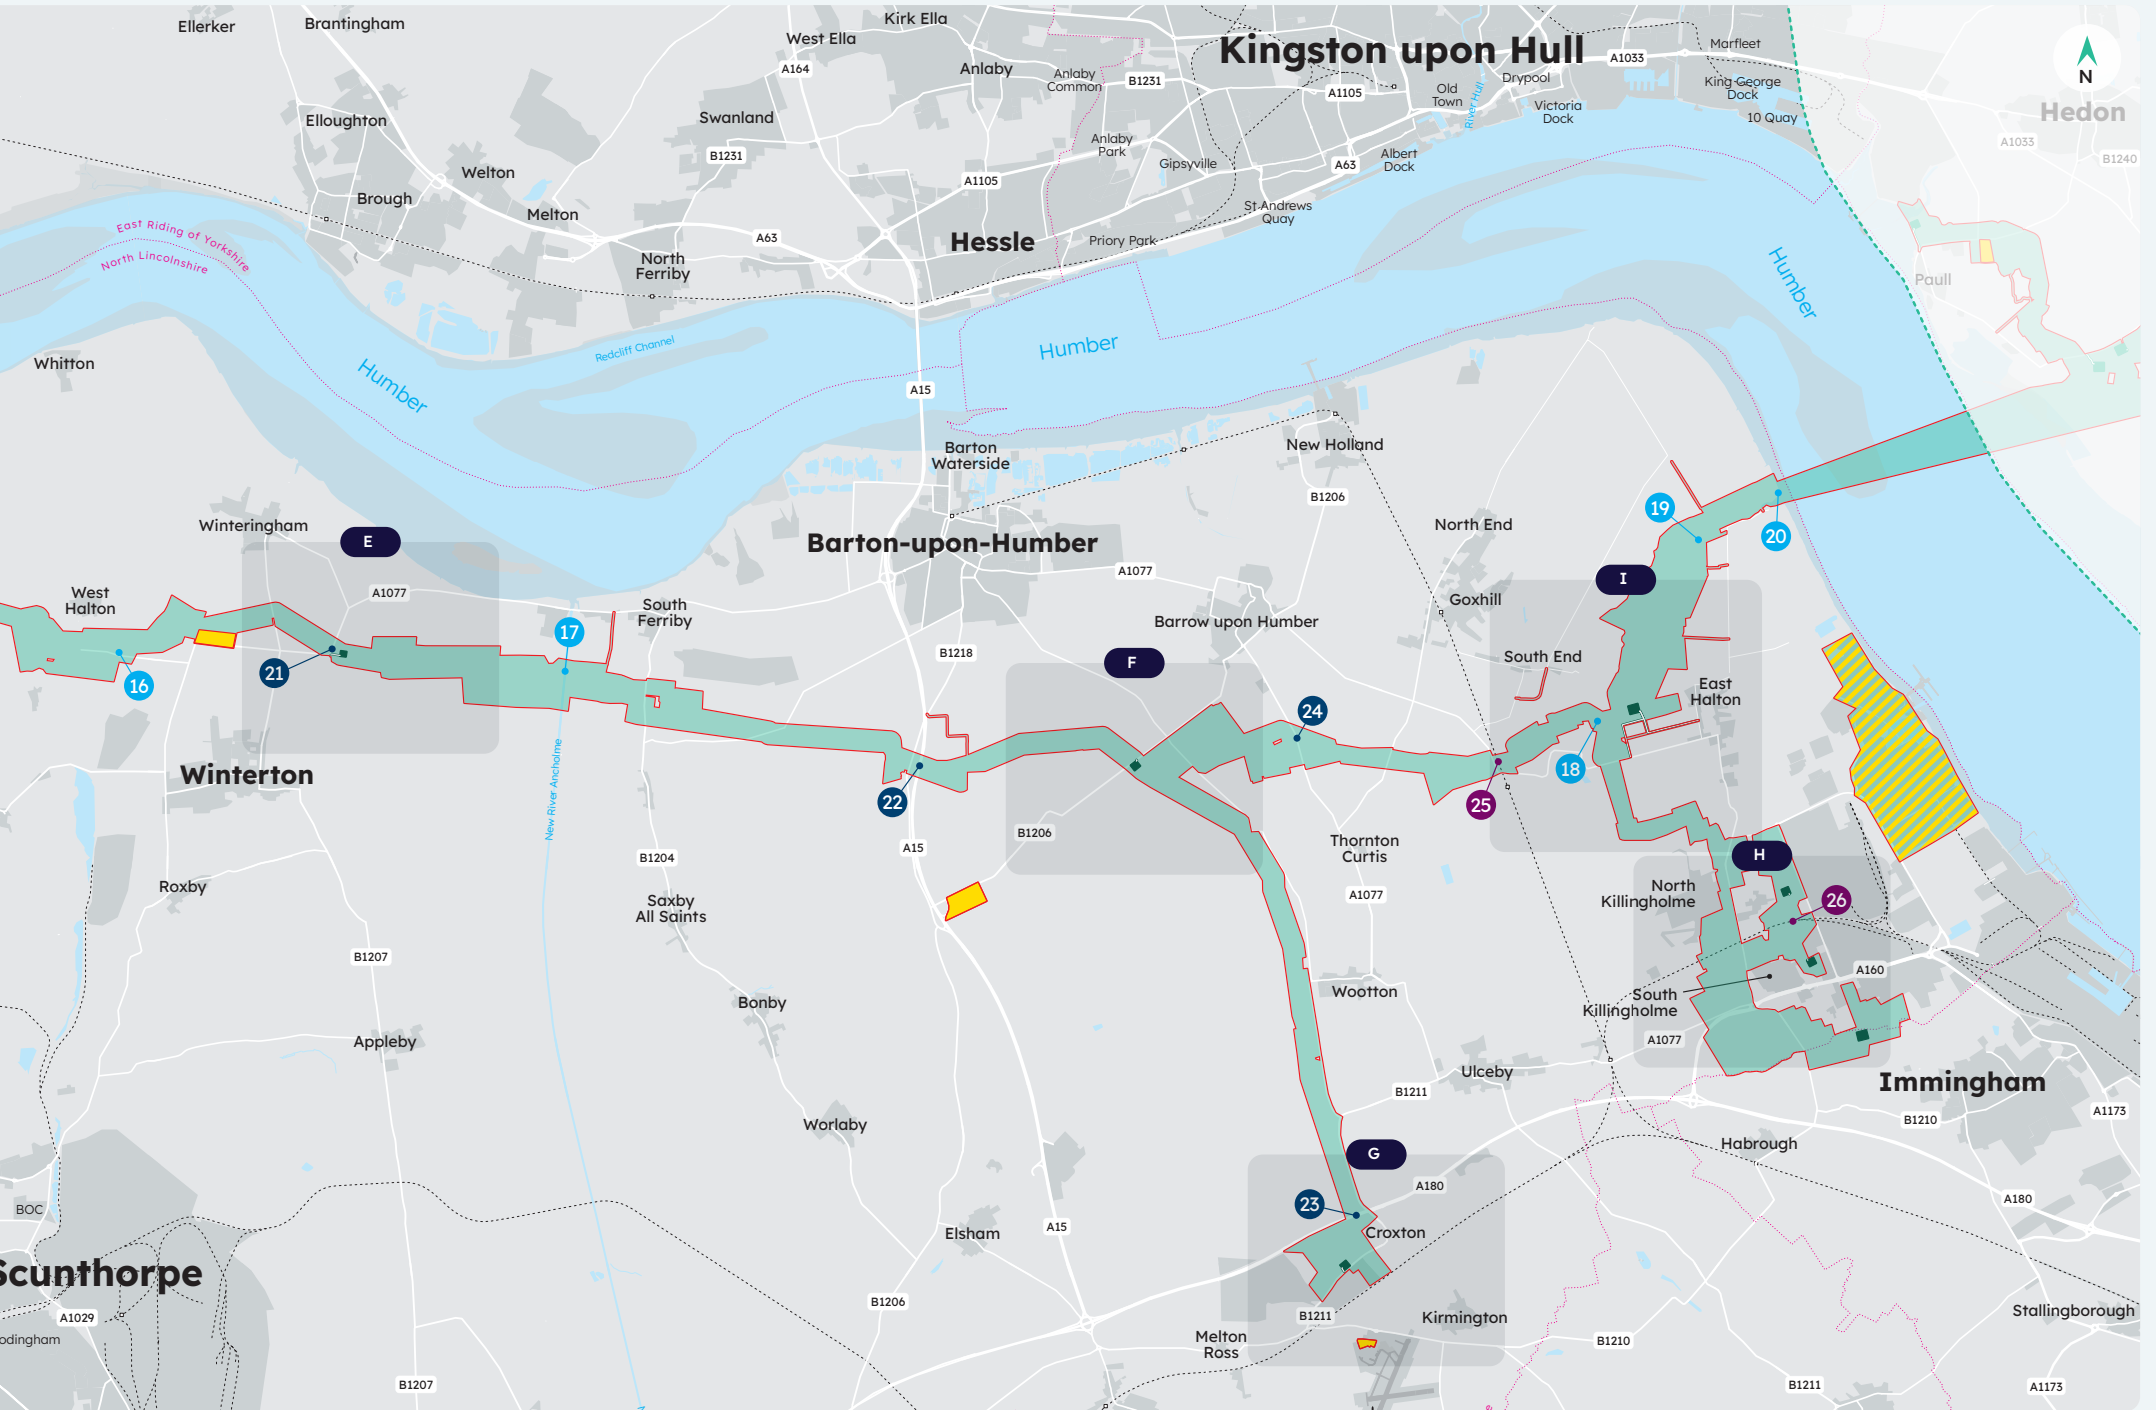 Ellerker
Brantingham
Kirk Ella
West Ella
A164
Anlaby
Anlaby
Common
B1231
Kingston upon Hull
A1105
Old
Town
River Hull
Drypool
A1033
Marfleet
King George
Dock
10 Quay
Victoria
Dock
N
Hedon
A1033
B1240
Elloughton
Swanland
B1231
Anlaby
Park
Gipsyville
A63
Albert
Dock
Welton
Brough
Melton
A1105
St Andrews
Quay
East Riding of Yorkshire
North Lincolnshire
A63
Hessle
Priory Park
North
Ferriby
Humber
Paull
Whitton
Humber
Redcliff Channel
Humber
A15
Barton
Waterside
New Holland
B1206
Winteringham
E
Barton-upon-Humber
North End
19
20
A1077
West
Halton
A1077
I
Goxhill
South
Ferriby
17
Barrow upon Humber
B1218
F
South End
East
Halton
16
21
24
Winterton
New River Ancholme
22
25
18
B1206
A15
Thornton
Curtis
H
B1204
Roxby
Saxby
All Saints
A1077
North
Killingholme
26
B1207
A160
Wootton
South
Killingholme
Bonby
Appleby
A1077
Ulceby
Immingham
B1211
B1210
A1173
Worlaby
Habrough
G
A180
A180
BOC
23
Croxton
A15
Elsham
Scunthorpe
B1206
A1029
B1211
Kirmington
Stallingborough
Melton
Ross
B1210
B1207
B1211
A1173